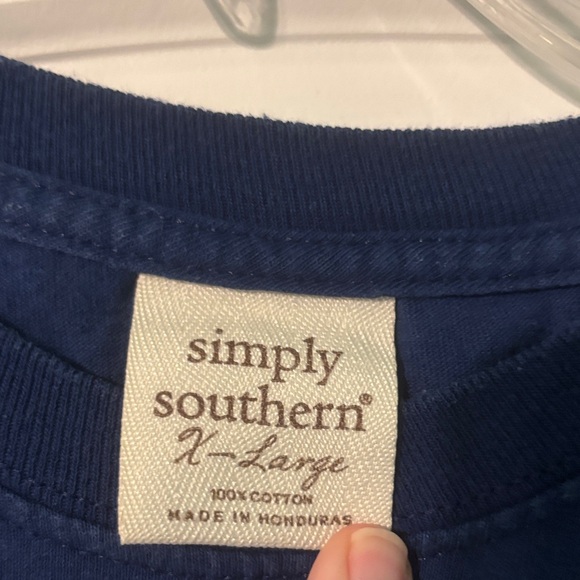 simply
southern®
X-Large
100% COTTON
MADE IN HONDURAS